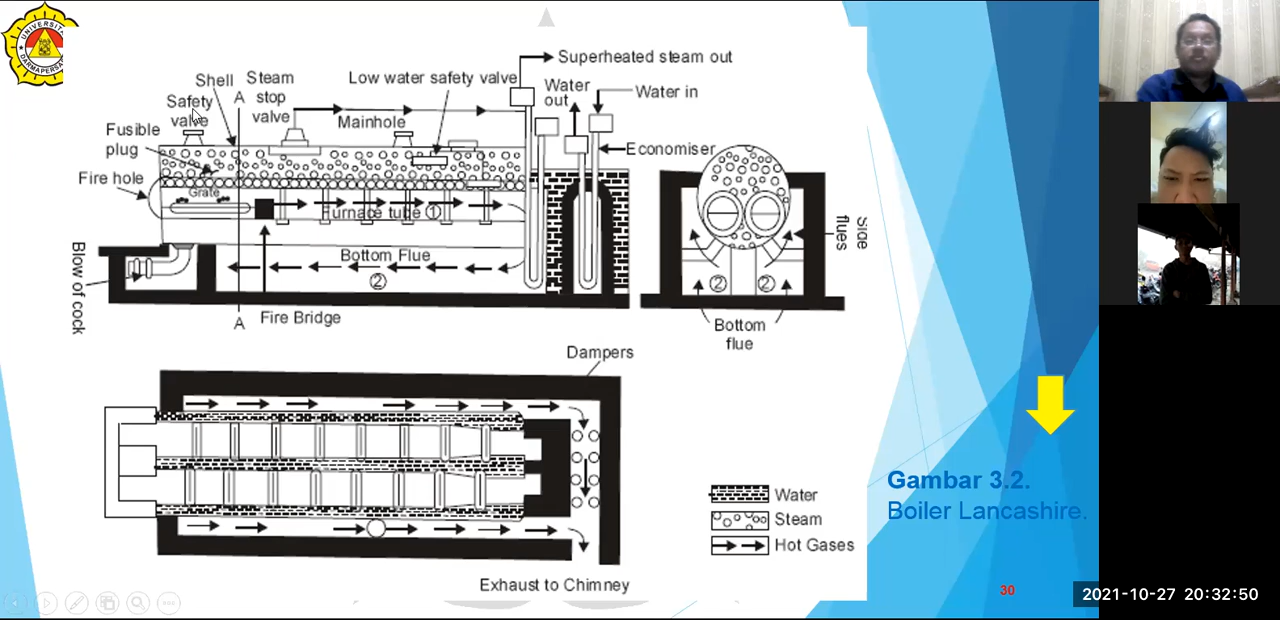 UNIVERSITAS
DARMA PERSADA
Superheated steam out
Low water safety valve
Steam
stop
valve
Shell
A
Safety
valve
Water
out
Water in
Mainhole
Fusible
plug
Economiser
Fire hole
Grate
Furnace tube ①
Side
flues
Bottom Flue
②
②
②
Blow of cock
A
Fire Bridge
Bottom
flue
Dampers
Water
Steam
Hot Gases
Exhaust to Chimney
Gambar 3.2.
Boiler Lancashire.
30
2021-10-27 20:32:50